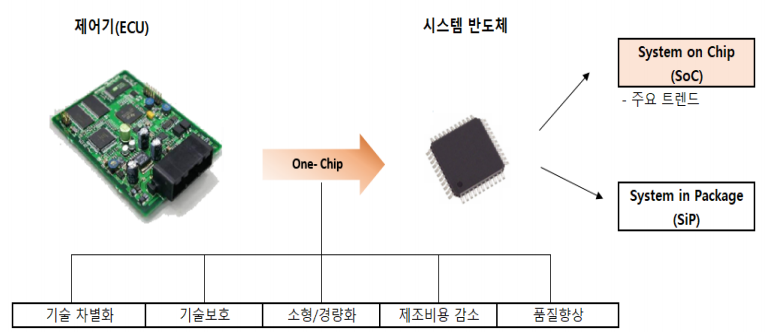 제어기(ECU)
시스템 반도체
System on Chip
(SoC)
- 주요 트렌드
One- Chip
System in Package
(SiP)
기술 차별화
기술보호
소형/경량화
제조비용 감소
품질향상